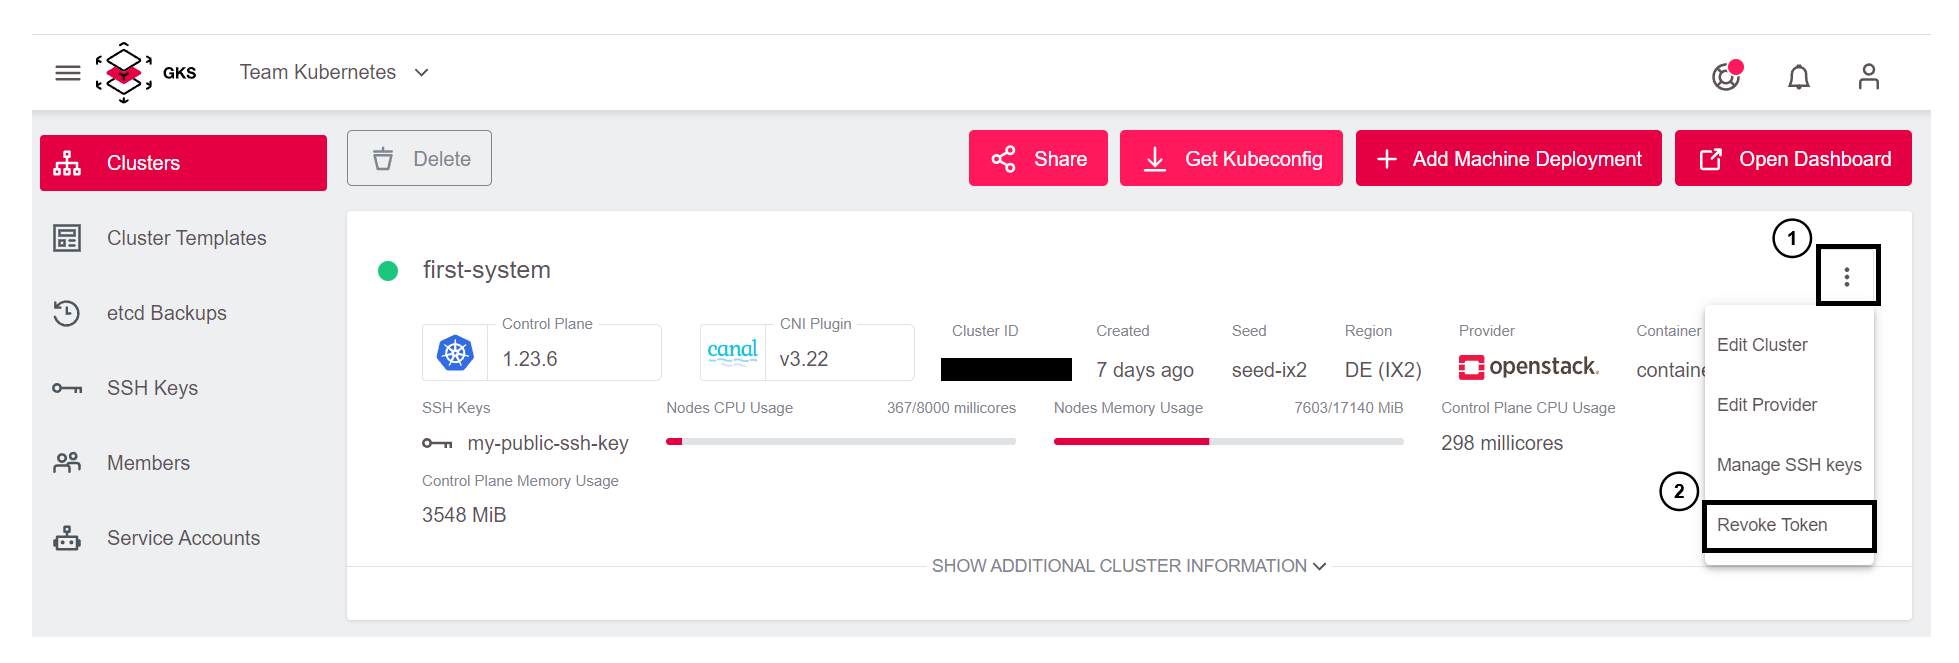 GKS
Team Kubernetes
Clusters
Cluster Templates
etcd Backups
SSH Keys
Members
Service Accounts
Delete
Share
Get Kubeconfig
Add Machine Deployment
Open Dashboard
1
first-system
Control Plane
1.23.6
canal
CNI Plugin
v3.22
Cluster ID
Created
7 days ago
Seed
seed-ix2
Region
DE (IX2)
Provider
openstack.
Container
containe
SSH Keys
my-public-ssh-key
Nodes CPU Usage
367/8000 millicores
Nodes Memory Usage
7603/17140 MiB
Control Plane CPU Usage
298 millicores
Control Plane Memory Usage
3548 MiB
Edit Cluster
Edit Provider
Manage SSH keys
2
Revoke Token
SHOW ADDITIONAL CLUSTER INFORMATION